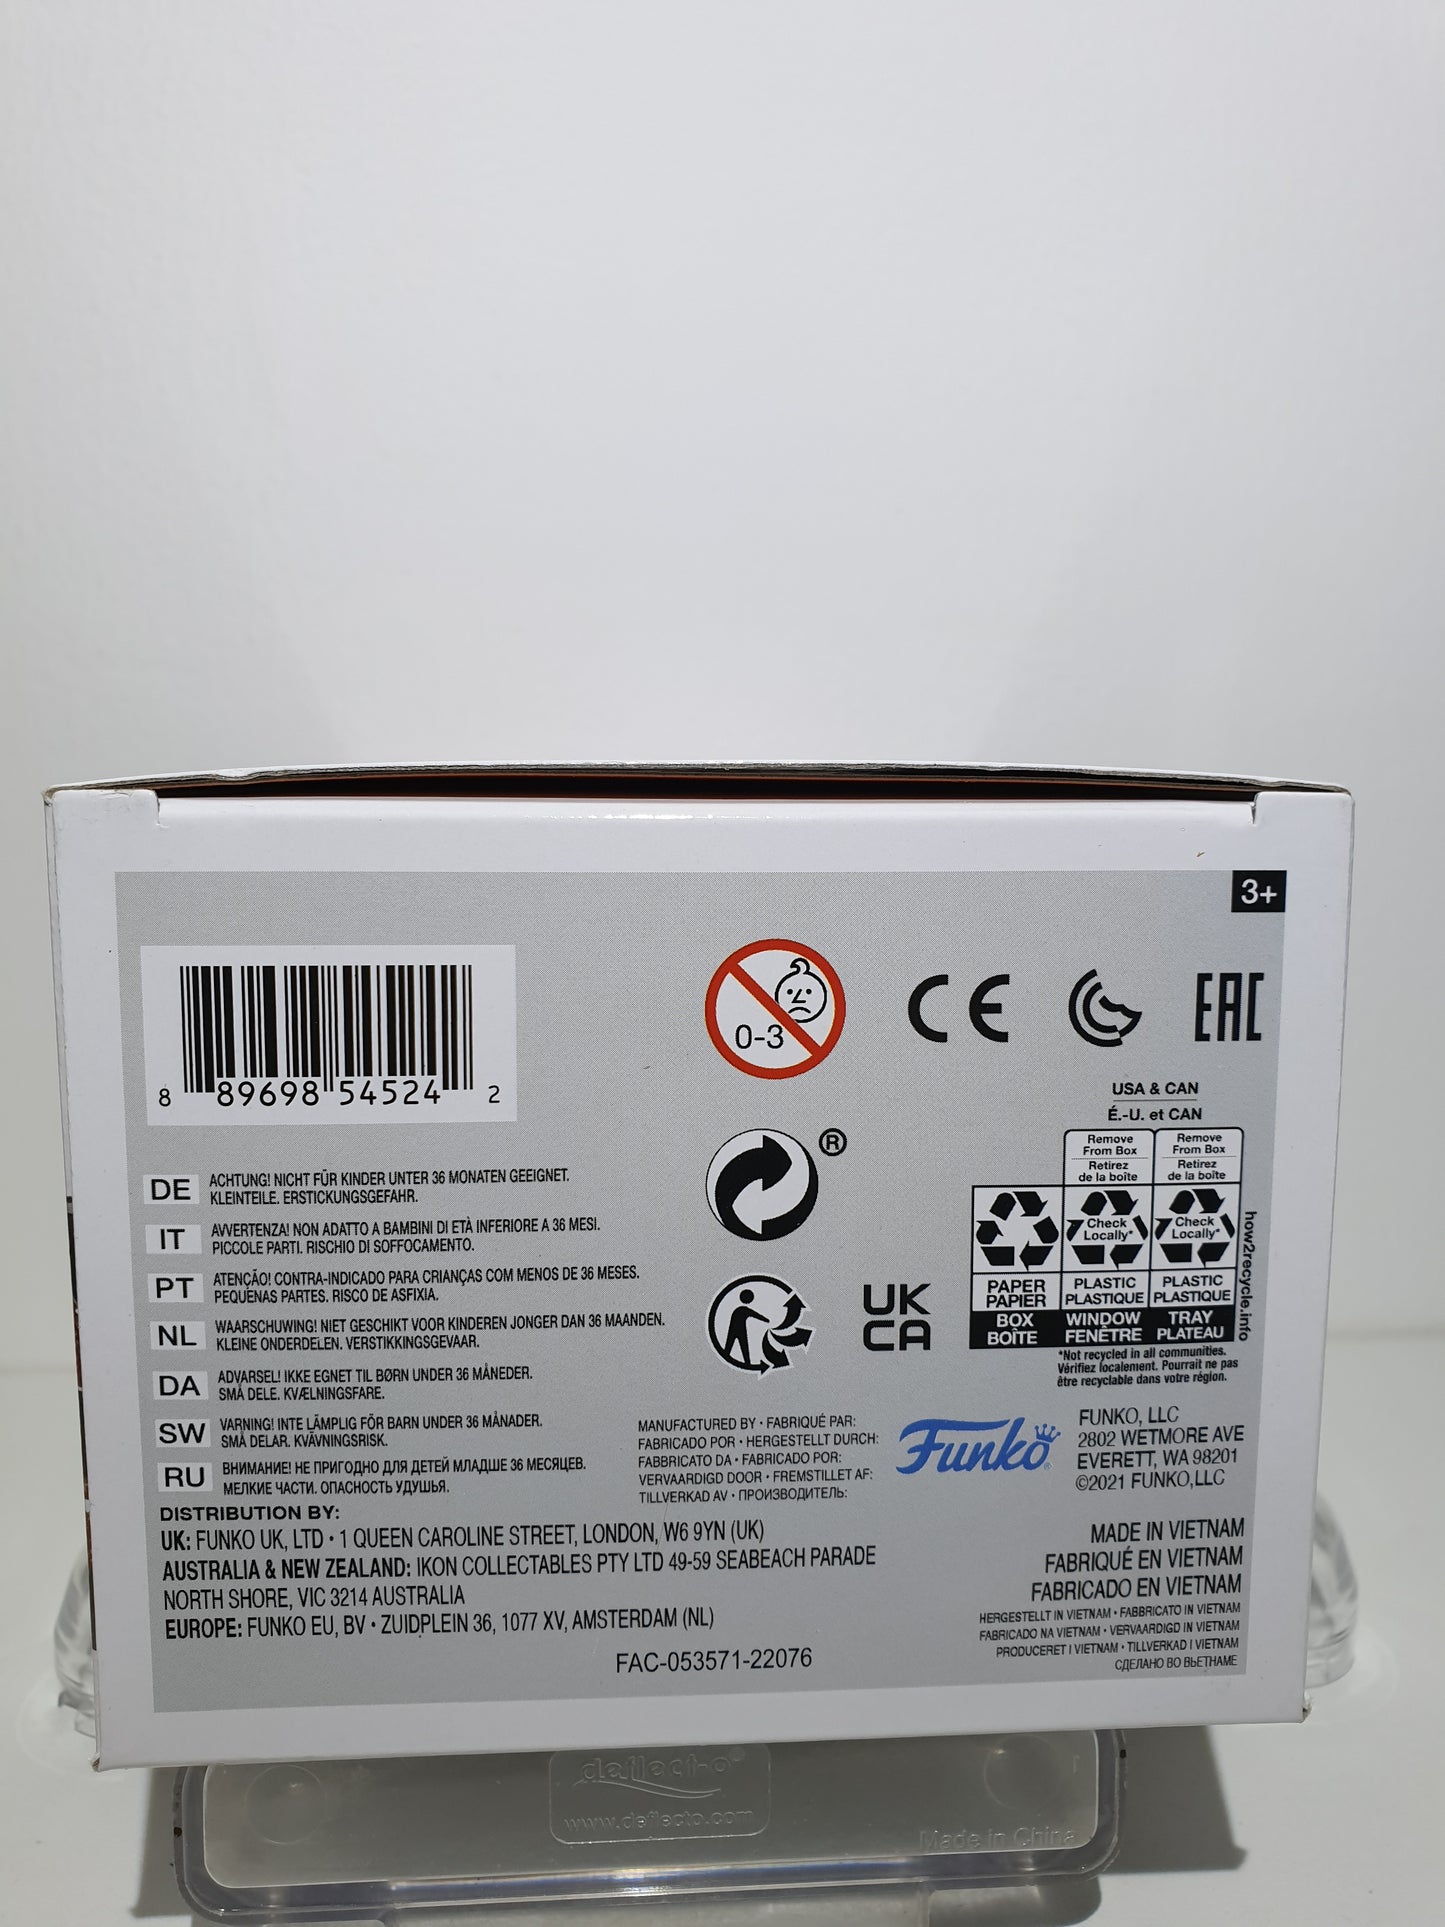 3+
8 89698 54524 2
0-3
CE
EAC
USA & CAN
É.-U. et CAN
®
Remove From Box
Retirez de la boîte
Remove From Box
Retirez de la boîte
Check Locally*
Check Locally*
PAPER PAPIER
PLASTIC PLASTIQUE
PLASTIC PLASTIQUE
BOX BOÎTE
WINDOW FENÊTRE
TRAY PLATEAU
how2recycle.info
*Not recycled in all communities.
Vérifiez localement. Pourrait ne pas
être recyclable dans votre région.
UK
CA
DE ACHTUNG! NICHT FÜR KINDER UNTER 36 MONATEN GEEIGNET.
KLEINTEILE. ERSTICKUNGSGEFAHR.
IT AVVERTENZA! NON ADATTO A BAMBINI DI ETÀ INFERIORE A 36 MESI.
PICCOLE PARTI. RISCHIO DI SOFFOCAMENTO.
PT ATENÇÃO! CONTRA-INDICADO PARA CRIANÇAS COM MENOS DE 36 MESES.
PEQUENAS PARTES. RISCO DE ASFIXIA.
NL WAARSCHUWING! NIET GESCHIKT VOOR KINDEREN JONGER DAN 36 MAANDEN.
KLEINE ONDERDELEN. VERSTIKKINGSGEVAAR.
DA ADVARSEL! IKKE EGNET TIL BØRN UNDER 36 MÅNEDER.
SMÅ DELE. KVÆLNINGSFARE.
SW VARNING! INTE LÄMPLIG FÖR BARN UNDER 36 MÅNADER.
SMÅ DELAR. KVÄVNINGSRISK.
RU ВНИМАНИЕ! НЕ ПРИГОДНО ДЛЯ ДЕТЕЙ МЛАДШЕ 36 МЕСЯЦЕВ.
МЕЛКИЕ ЧАСТИ. ОПАСНОСТЬ УДУШЬЯ.
MANUFACTURED BY • FABRIQUÉ PAR:
FABRICADO POR • HERGESTELLT DURCH:
FABBRICATO DA • FABRICADO POR:
VERVAARDIGD DOOR • FREMSTILLET AF:
TILLVERKAD AV • ПРОИЗВОДИТЕЛЬ:
Funko
FUNKO, LLC
2802 WETMORE AVE
EVERETT, WA 98201
©2021 FUNKO,LLC
DISTRIBUTION BY:
UK: FUNKO UK, LTD • 1 QUEEN CAROLINE STREET, LONDON, W6 9YN (UK)
AUSTRALIA & NEW ZEALAND: IKON COLLECTABLES PTY LTD 49-59 SEABEACH PARADE
NORTH SHORE, VIC 3214 AUSTRALIA
EUROPE: FUNKO EU, BV • ZUIDPLEIN 36, 1077 XV, AMSTERDAM (NL)
FAC-053571-22076
MADE IN VIETNAM
FABRIQUÉ EN VIETNAM
FABRICADO EN VIETNAM
HERGESTELLT IN VIETNAM • FABBRICATO IN VIETNAM
FABRICADO NA VIETNAM • VERVAARDIGD IN VIETNAM
PRODUCERET I VIETNAM • TILLVERKAD I VIETNAM
СДЕЛАНО ВО ВЬЕТНАМЕ
deflect-o®
www.deflecto.com
Made in China